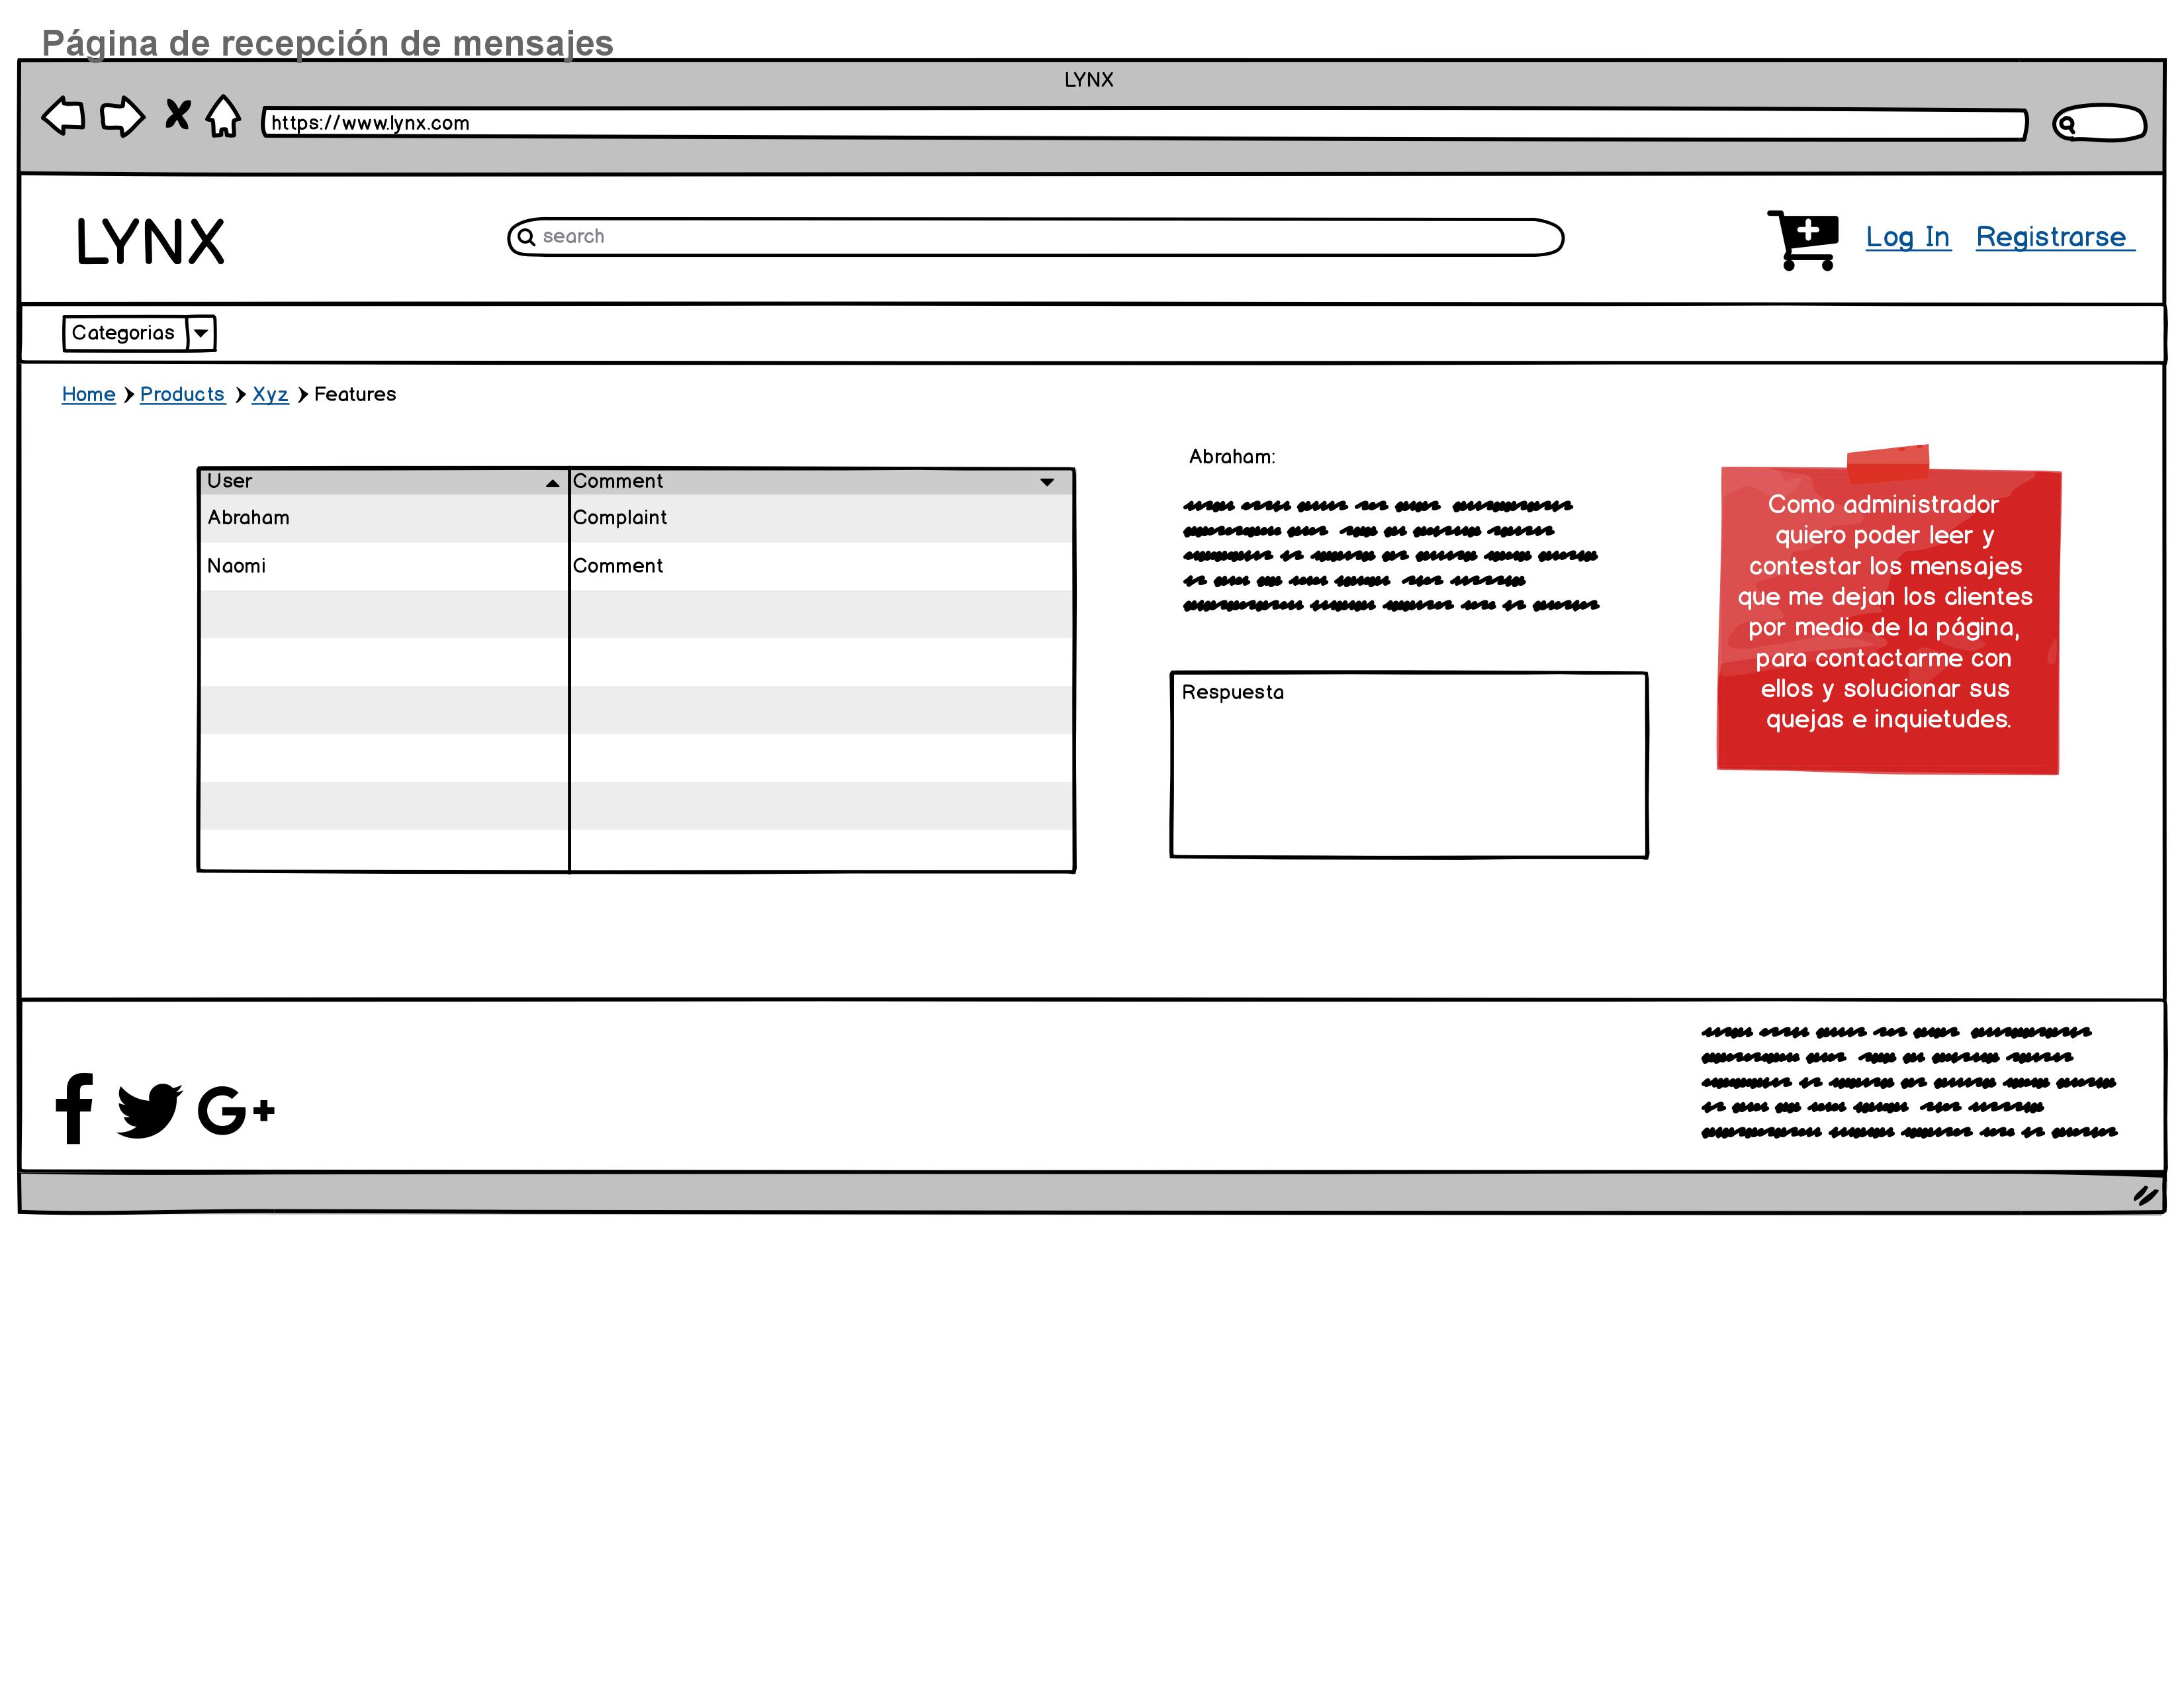 Página de recepción de mensajes
LYNX
https://www.lynx.com
LYNX
search
Log In Registrarse
Categorias
Home Products Xyz Features
User Comment
Abraham Complaint
Naomi Comment
Abraham:
Respuesta
Como administrador
quiero poder leer y
contestar los mensajes
que me dejan los clientes
por medio de la página,
para contactarme con
ellos y solucionar sus
quejas e inquietudes.
G+